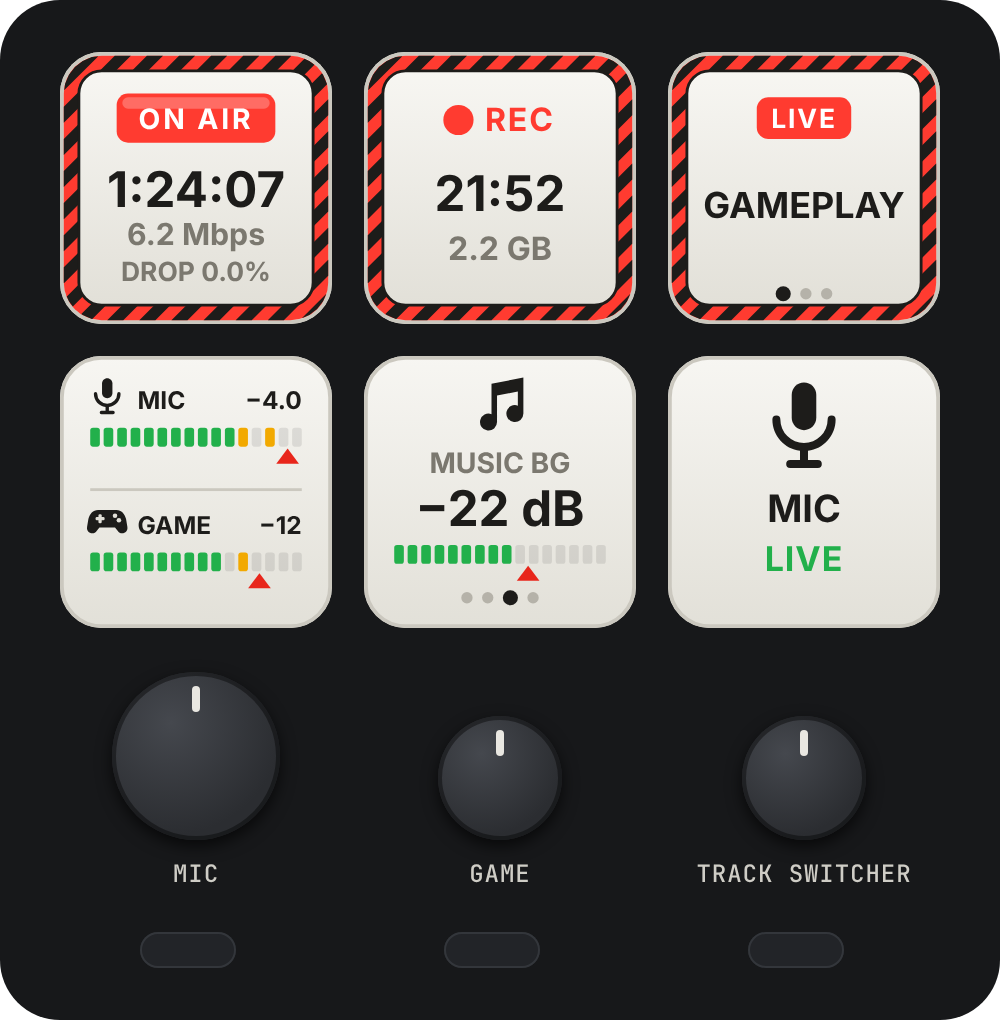 ON AIR
1:24:07
6.2 Mbps
DROP 0.0%
REC
21:52
2.2 GB
LIVE
GAMEPLAY
MIC −4.0
GAME −12
MUSIC BG
−22 dB
MIC
LIVE
MIC
GAME
TRACK SWITCHER